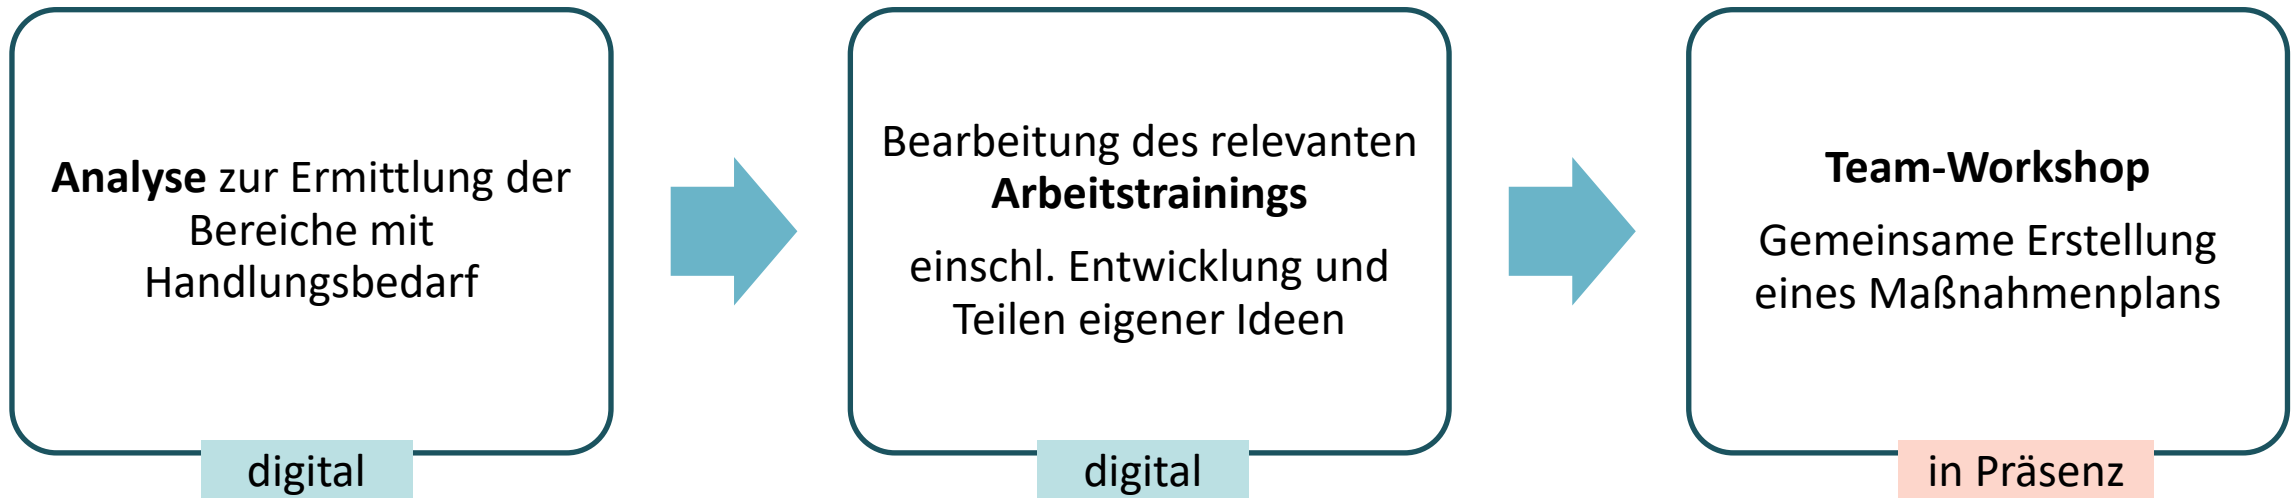 Analyse zur Ermittlung der
Bereiche mit
Handlungsbedarf
digital
Bearbeitung des relevanten
Arbeitstrainings
einschl. Entwicklung und
Teilen eigener Ideen
digital
Team-Workshop
Gemeinsame Erstellung
eines Maßnahmenplans
in Präsenz